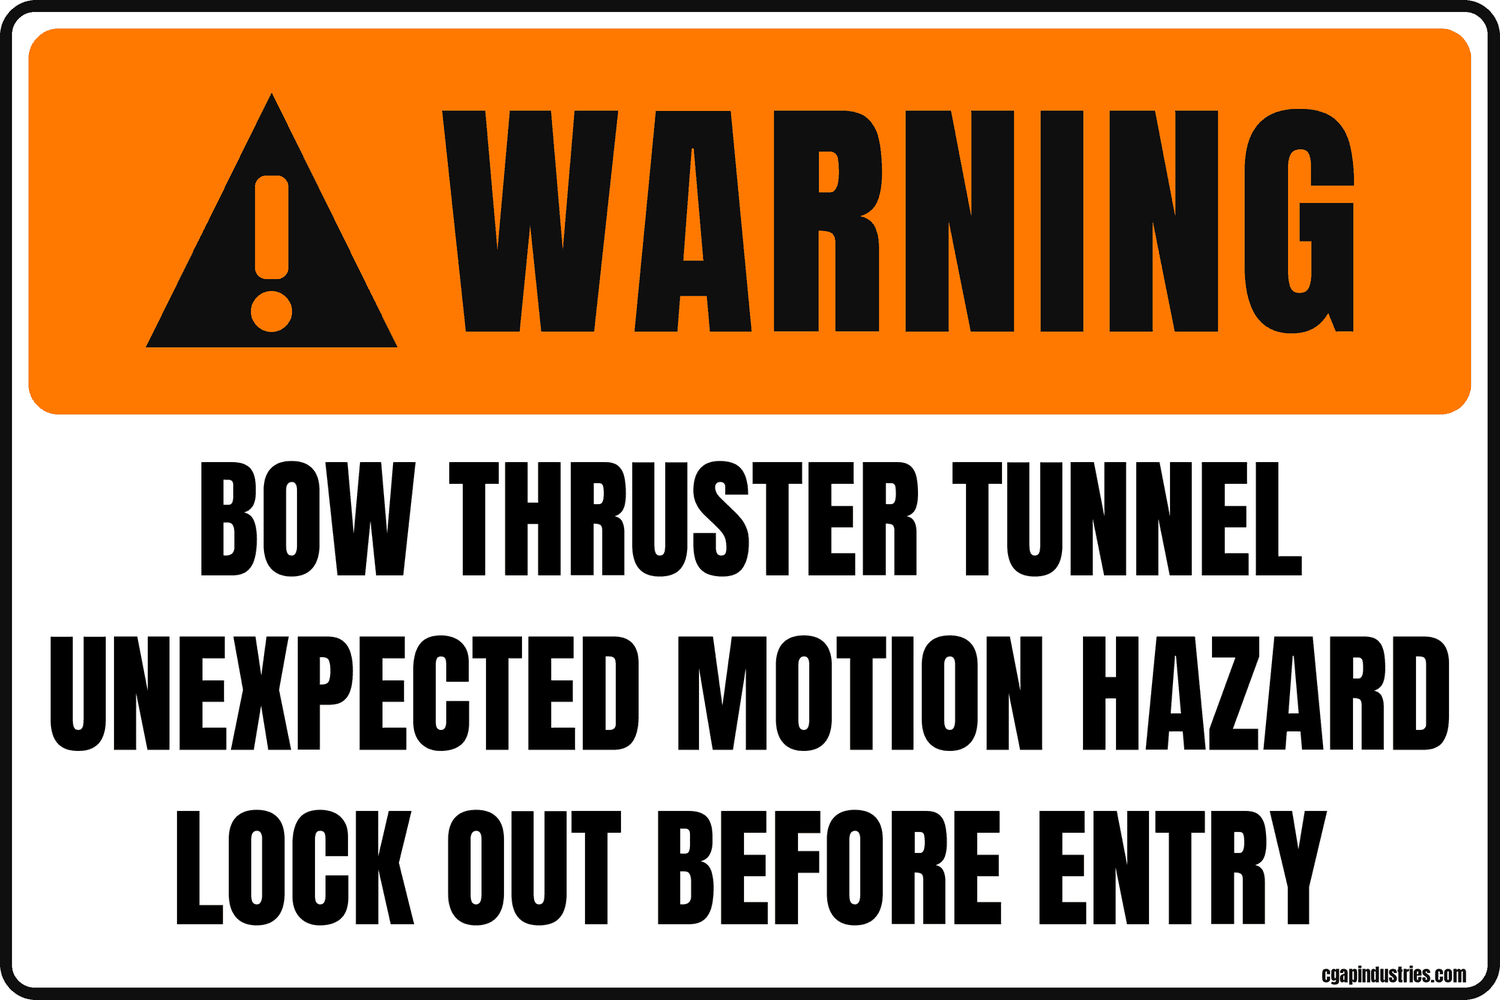 WARNING
BOW THRUSTER TUNNEL
UNEXPECTED MOTION HAZARD
LOCK OUT BEFORE ENTRY
cgapindustries.com